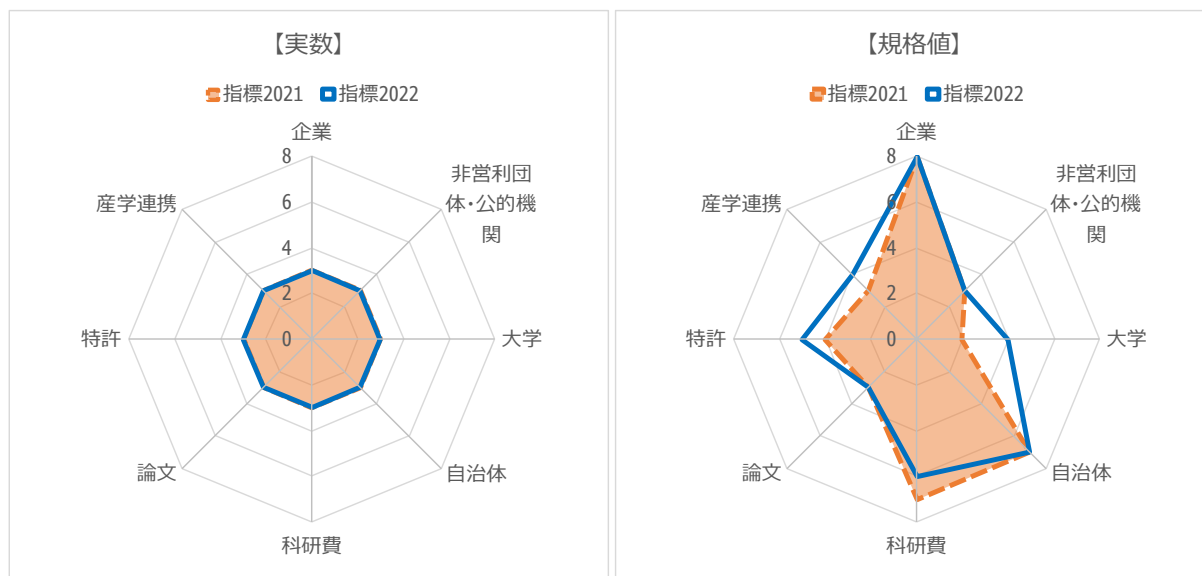 【実数】
指標2021 指標2022
企業
8
6
4
2
0
非営利団
体・公的機
関
大学
自治体
科研費
論文
特許
産学連携
【規格値】
指標2021 指標2022
企業
8
6
4
2
0
非営利団
体・公的機
関
大学
自治体
科研費
論文
特許
産学連携